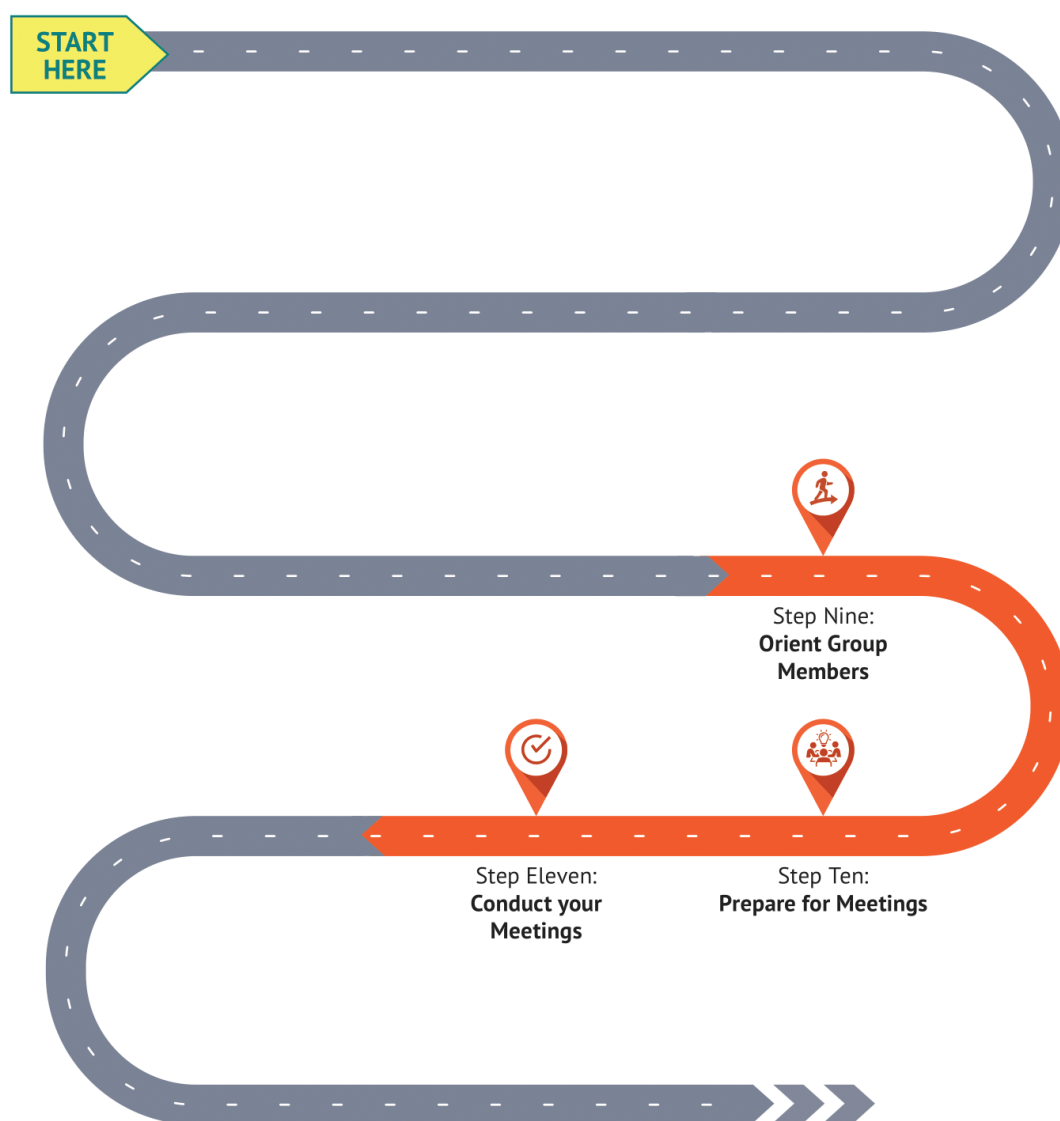 START
HERE
Step Nine:
Orient Group
Members
Step Eleven:
Conduct your
Meetings
Step Ten:
Prepare for Meetings